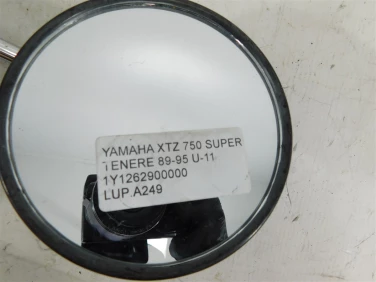 YAMAHA XTZ 750 SUPER
TENERE 89-95 U-11
1Y1262900000
LUP A249